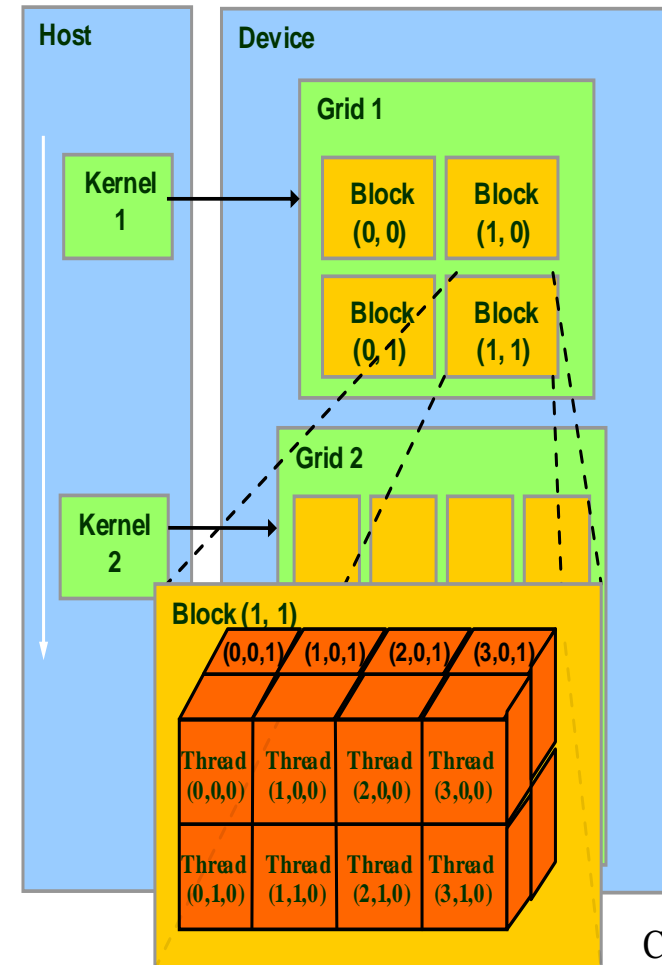 Host
Device
Grid 1
Kernel
1
Block
(0, 0)
Block
(1, 0)
Block
(0, 1)
Block
(1, 1)
Grid 2
Kernel
2
Block (1, 1)
(0,0,1) (1,0,1) (2,0,1) (3,0,1)
Thread
(0,0,0)
Thread
(1,0,0)
Thread
(2,0,0)
Thread
(3,0,0)
Thread
(0,1,0)
Thread
(1,1,0)
Thread
(2,1,0)
Thread
(3,1,0)
C